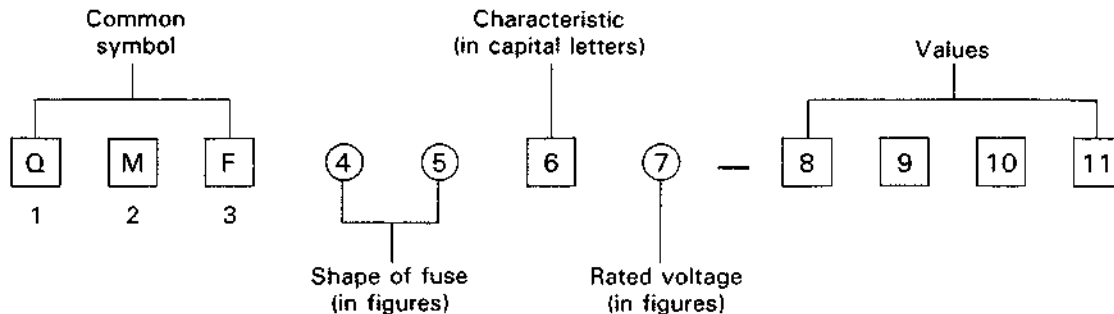 Common
symbol
Characteristic
(in capital letters)
Values
Q M F 4 5 6 7 – 8 9 10 11
1 2 3
Shape of fuse
(in figures)
Rated voltage
(in figures)